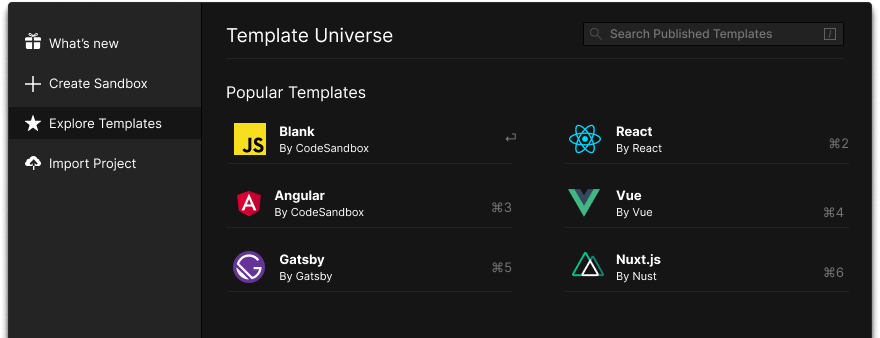 What's new
Create Sandbox
Explore Templates
Import Project
Template Universe
Search Published Templates /
Popular Templates
JS
Blank
By CodeSandbox
↵
React
By React
⌘2
A
Angular
By CodeSandbox
⌘3
Vue
By Vue
⌘4
Gatsby
By Gatsby
⌘5
Nuxt.js
By Nust
⌘6